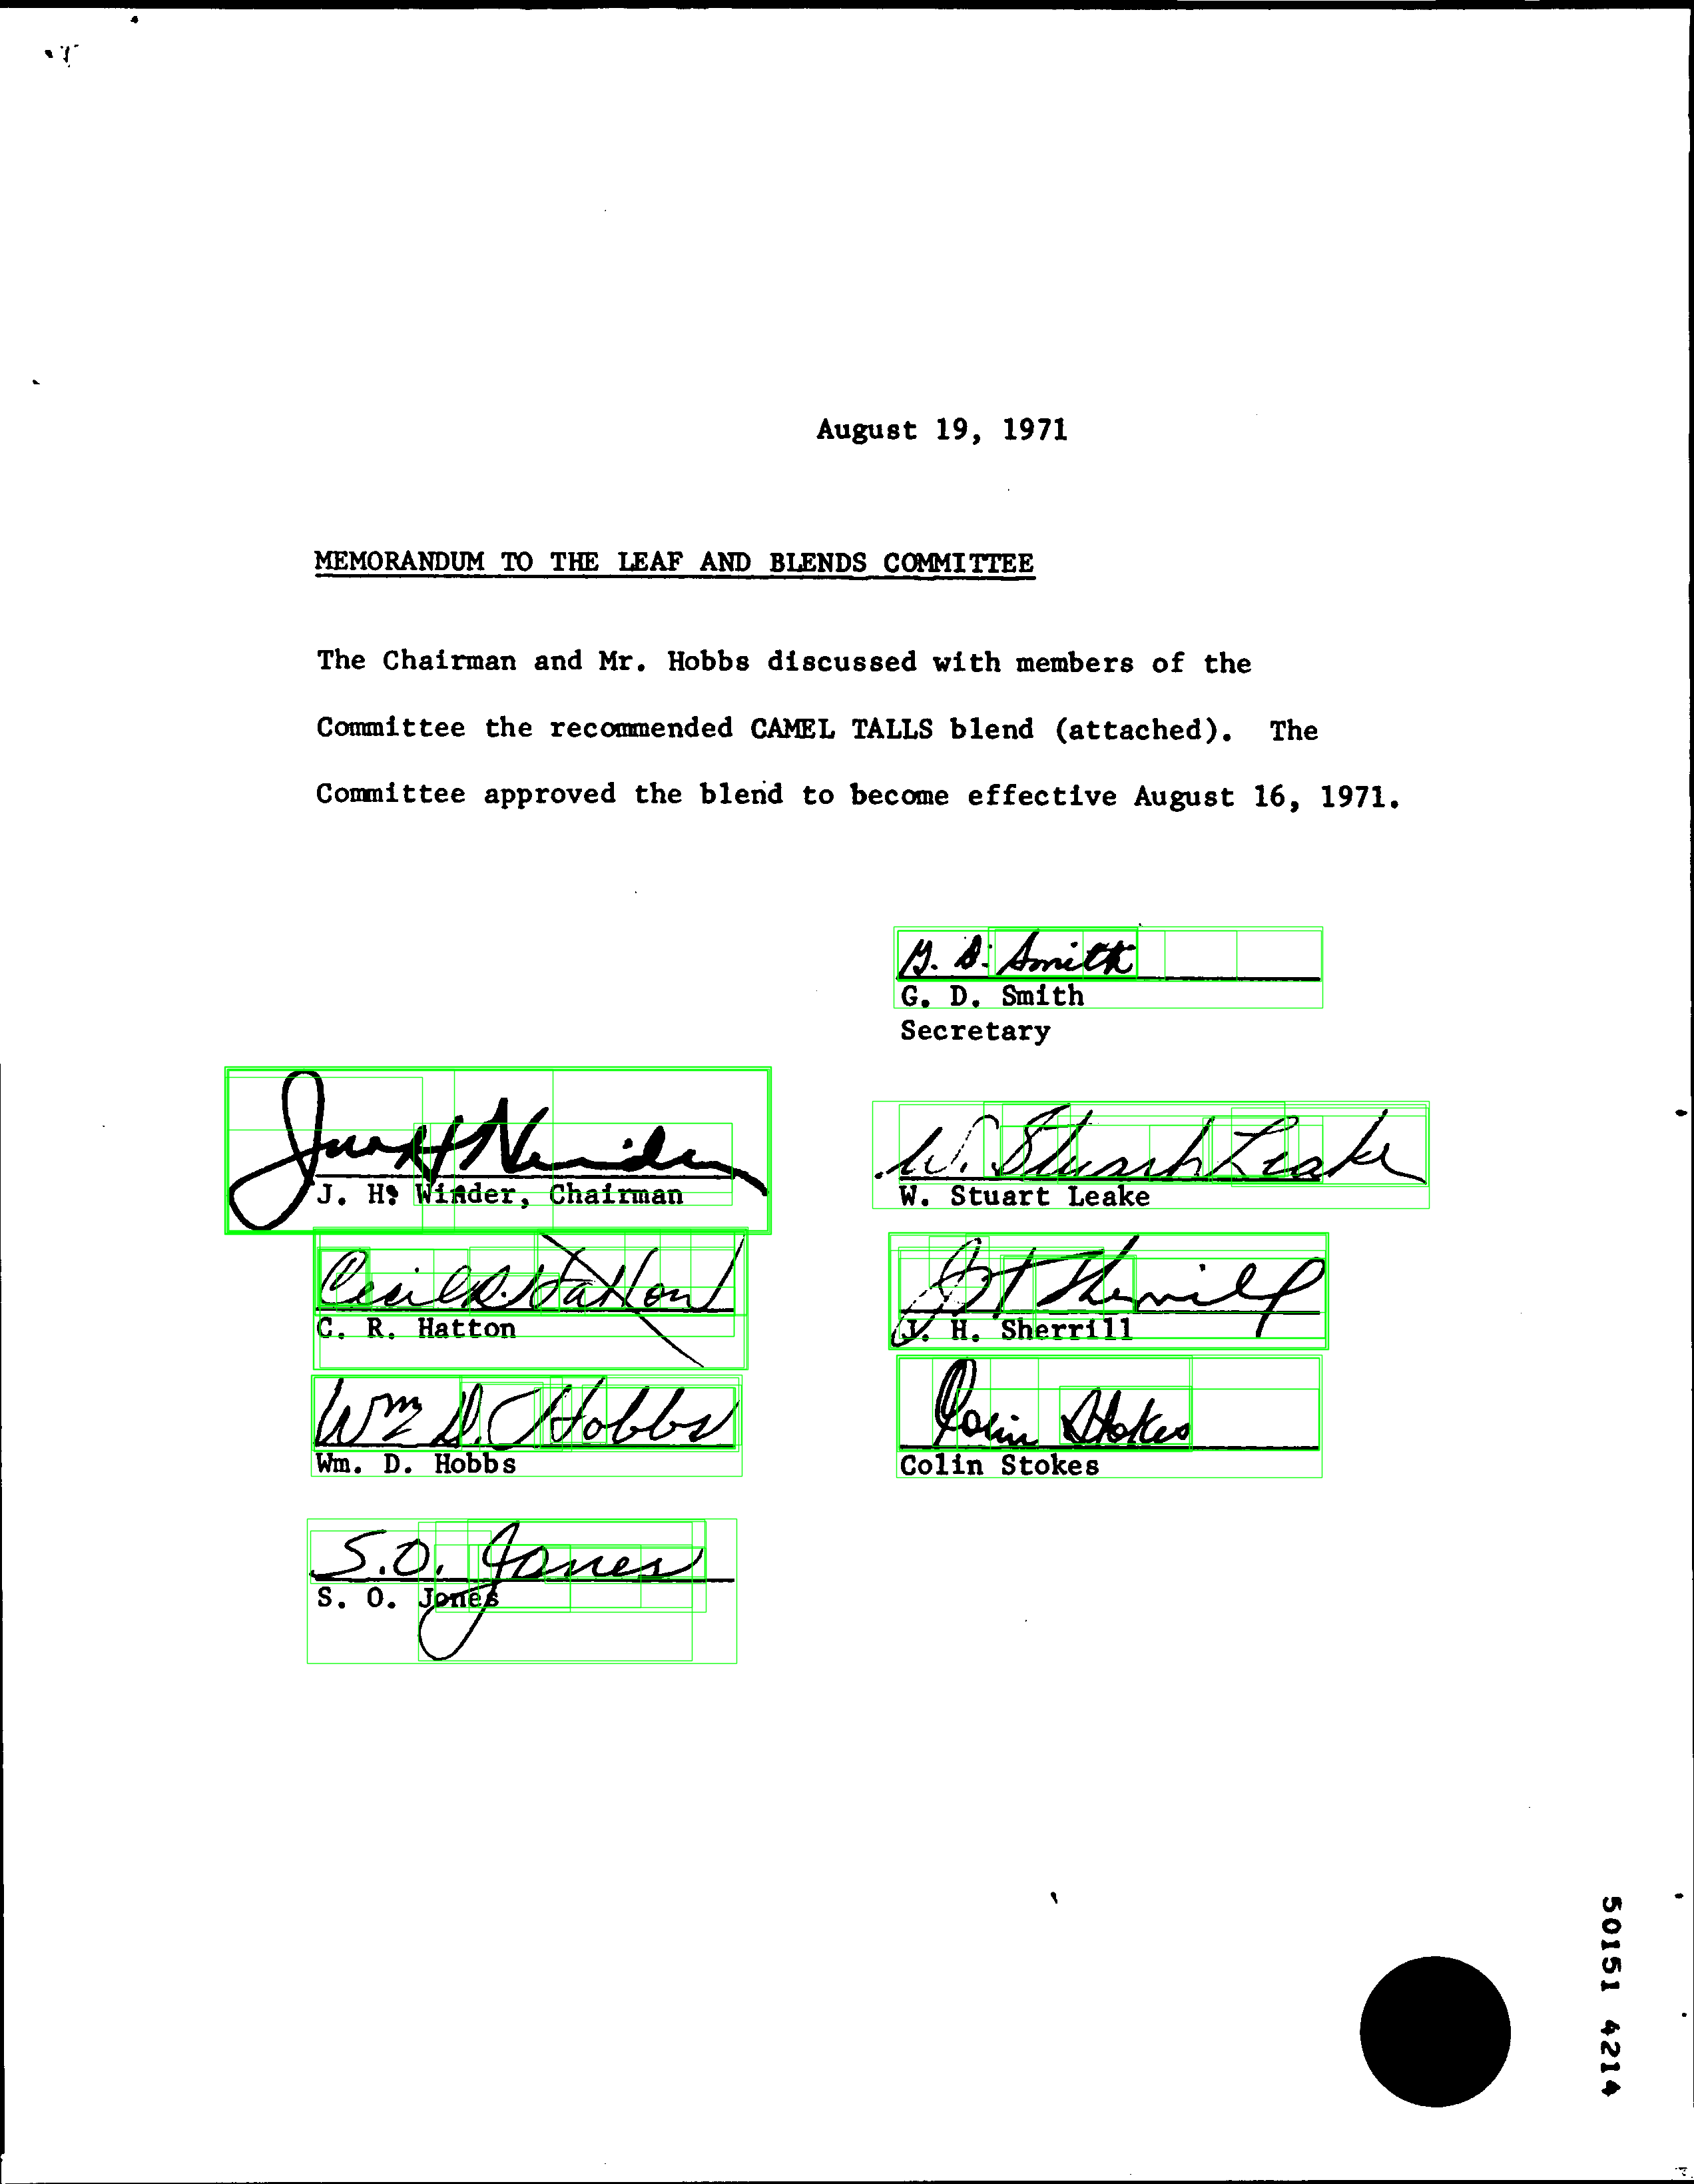 August 19, 1971
MEMORANDUM TO THE LEAF AND BLENDS COMMITTEE
The Chairman and Mr. Hobbs discussed with members of the
Committee the recommended CAMEL TALLS blend (attached). The
Committee approved the blend to become effective August 16, 1971.
G. D. Smith
G. D. Smith
Secretary
J. H. Winder, Chairman
W. Stuart Leake
W. Stuart Leake
Cecil R. Hatton
C. R. Hatton
J H Sherrill
J. H. Sherrill
Wm D. Hobbs
Wm. D. Hobbs
Colin Stokes
Colin Stokes
S. O. Jones
S. O. Jones
50151 4214